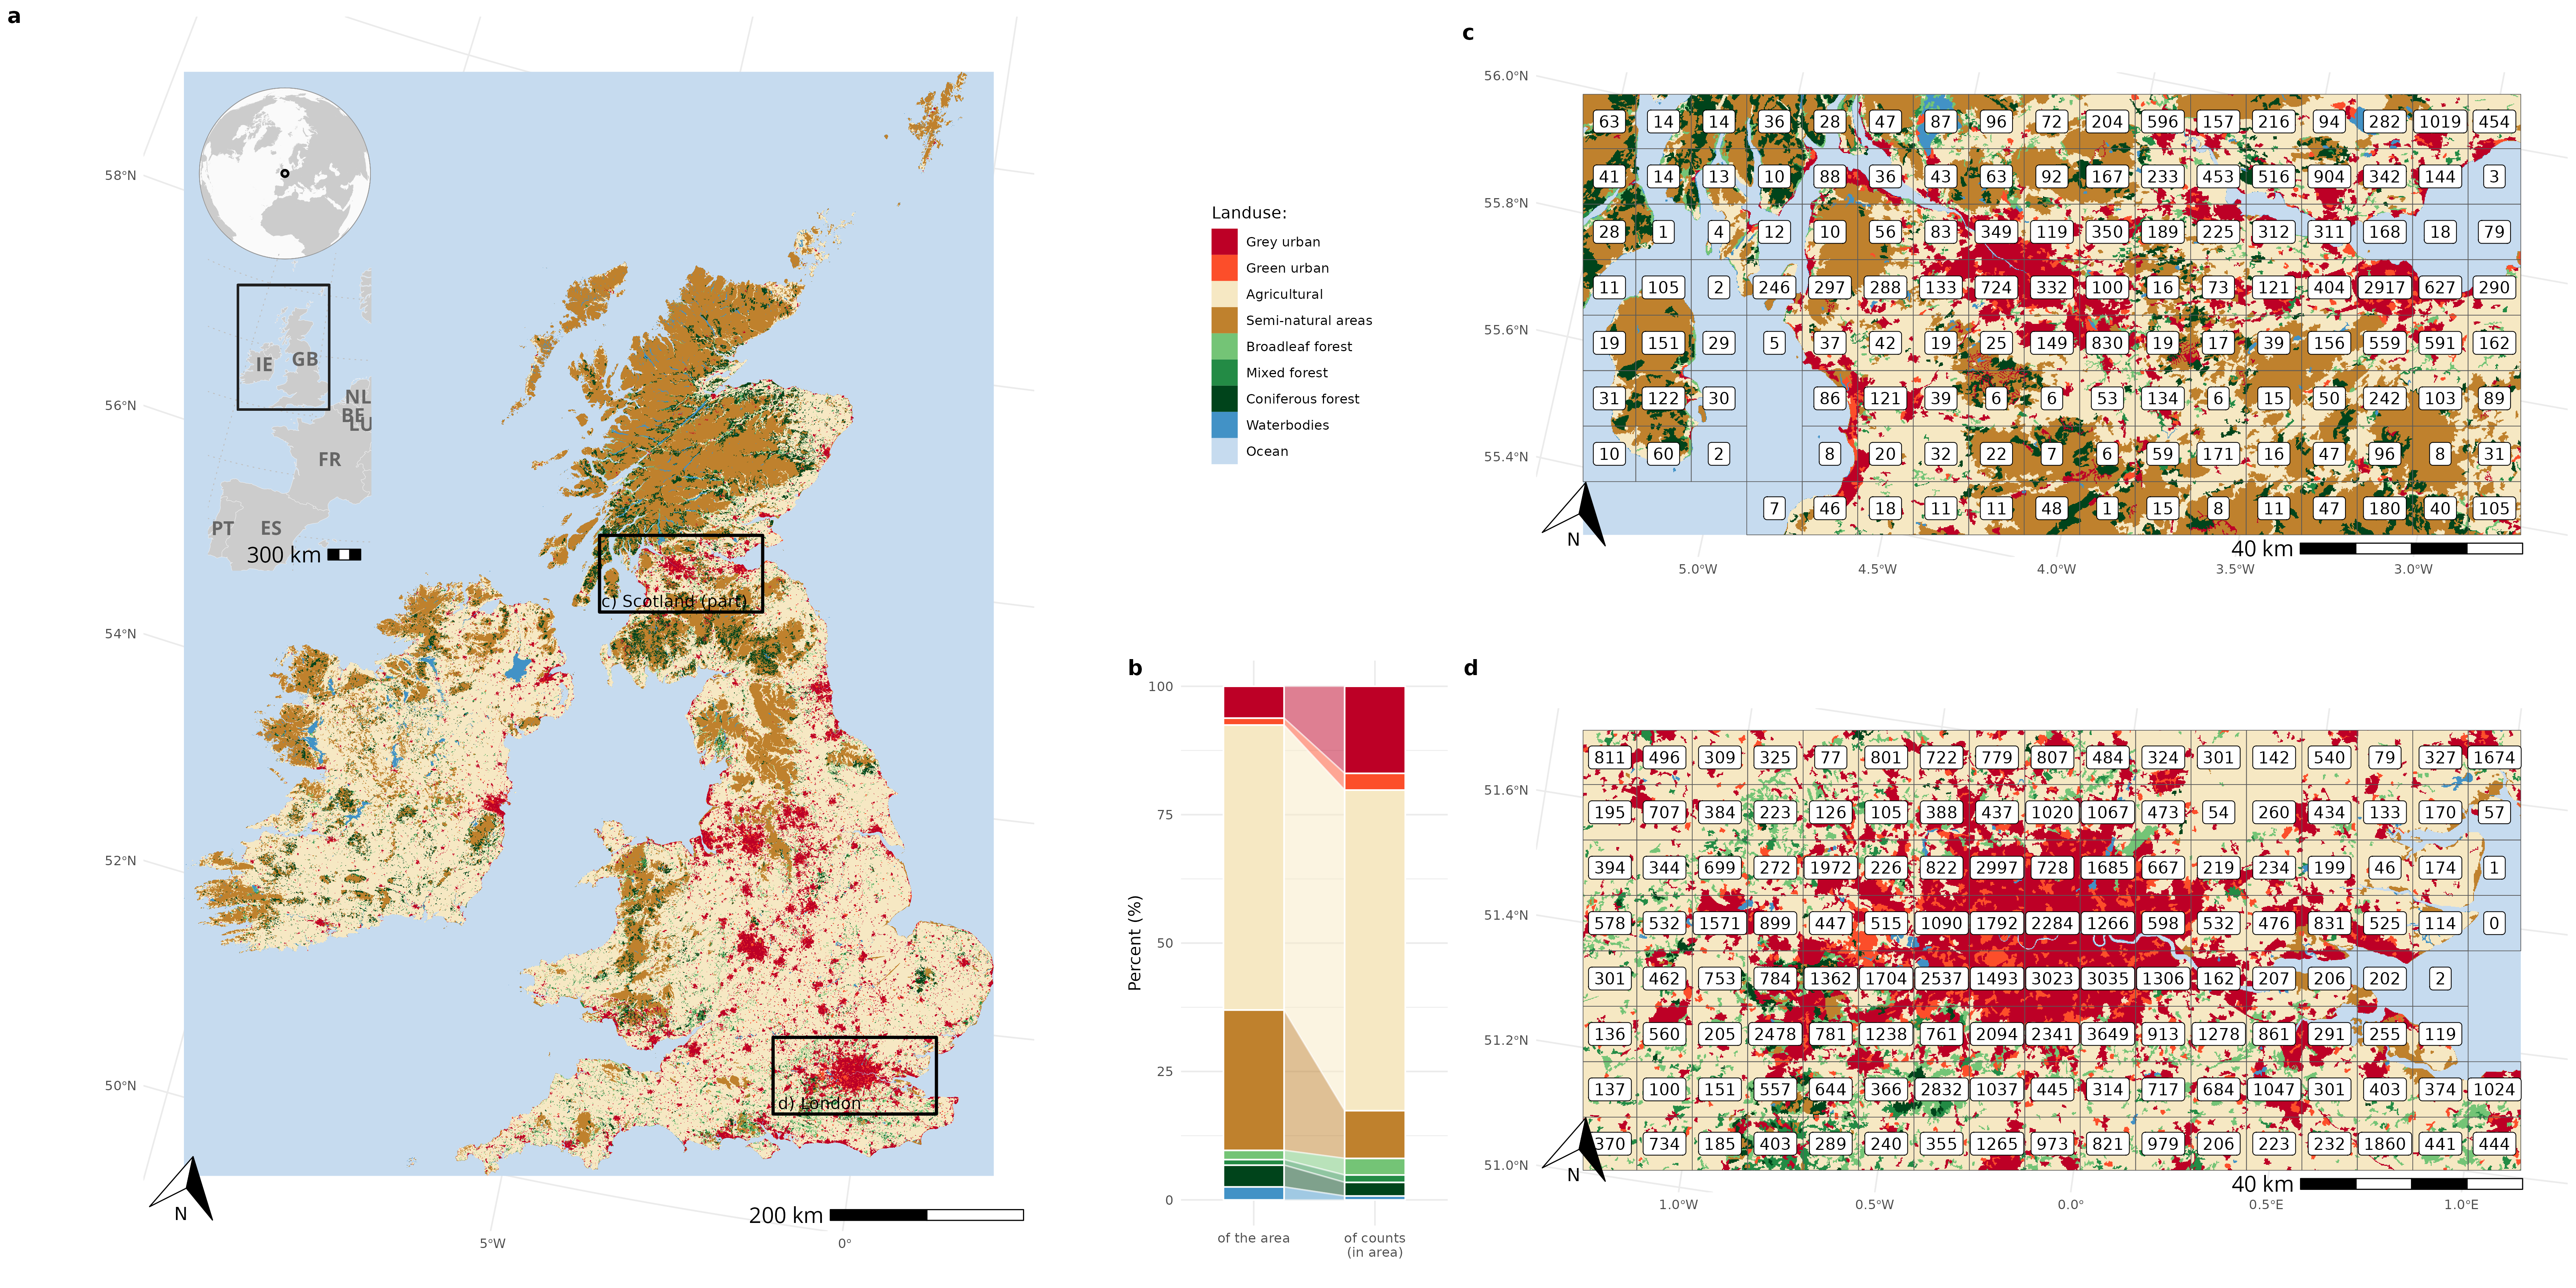 a
58°N
56°N
54°N
52°N
50°N
5°W
0°
IE
GB
NL
BE
LU
FR
PT
ES
300 km
c) Scotland (part)
d) London
N
200 km
Landuse:
Grey urban
Green urban
Agricultural
Semi-natural areas
Broadleaf forest
Mixed forest
Coniferous forest
Waterbodies
Ocean
b
Percent (%)
100
75
50
25
0
of the area
of counts
(in area)
c
56.0°N
55.8°N
55.6°N
55.4°N
63 14 14 36 28 47 87 96 72 204 596 157 216 94 282 1019 454
41 14 13 10 88 36 43 63 92 167 233 453 516 904 342 144 3
28 1 4 12 10 56 83 349 119 350 189 225 312 311 168 18 79
11 105 2 246 297 288 133 724 332 100 16 73 121 404 2917 627 290
19 151 29 5 37 42 19 25 149 830 19 17 39 156 559 591 162
31 122 30 86 121 39 6 6 53 134 6 15 50 242 103 89
10 60 2 8 20 32 22 7 6 59 171 16 47 96 8 31
7 46 18 11 11 48 1 15 8 11 47 180 40 105
N
40 km
5.0°W 4.5°W 4.0°W 3.5°W 3.0°W
d
51.6°N
51.4°N
51.2°N
51.0°N
811 496 309 325 77 801 722 779 807 484 324 301 142 540 79 327 1674
195 707 384 223 126 105 388 437 1020 1067 473 54 260 434 133 170 57
394 344 699 272 1972 226 822 2997 728 1685 667 219 234 199 46 174 1
578 532 1571 899 447 515 1090 1792 2284 1266 598 532 476 831 525 114 0
301 462 753 784 1362 1704 2537 1493 3023 3035 1306 162 207 206 202 2
136 560 205 2478 781 1238 761 2094 2341 3649 913 1278 861 291 255 119
137 100 151 557 644 366 2832 1037 445 314 717 684 1047 301 403 374 1024
370 734 185 403 289 240 355 1265 973 821 979 206 223 232 1860 441 444
N
40 km
1.0°W 0.5°W 0.0° 0.5°E 1.0°E